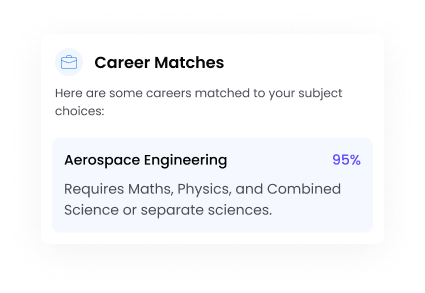 Career Matches
Here are some careers matched to your subject
choices:
Aerospace Engineering 95%
Requires Maths, Physics, and Combined
Science or separate sciences.